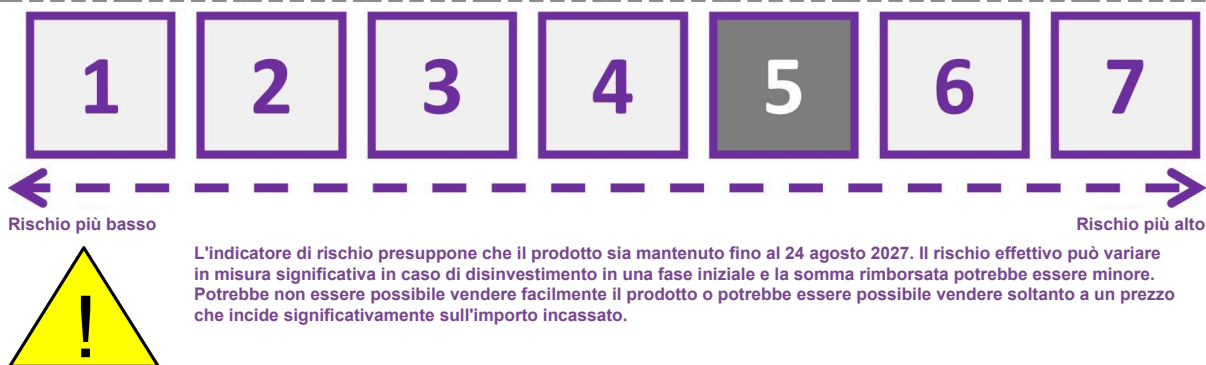 1 2 3 4 5 6 7
Rischio più basso Rischio più alto
L'indicatore di rischio presuppone che il prodotto sia mantenuto fino al 24 agosto 2027. Il rischio effettivo può variare
in misura significativa in caso di disinvestimento in una fase iniziale e la somma rimborsata potrebbe essere minore.
Potrebbe non essere possibile vendere facilmente il prodotto o potrebbe essere possibile vendere soltanto a un prezzo
che incide significativamente sull'importo incassato.
!